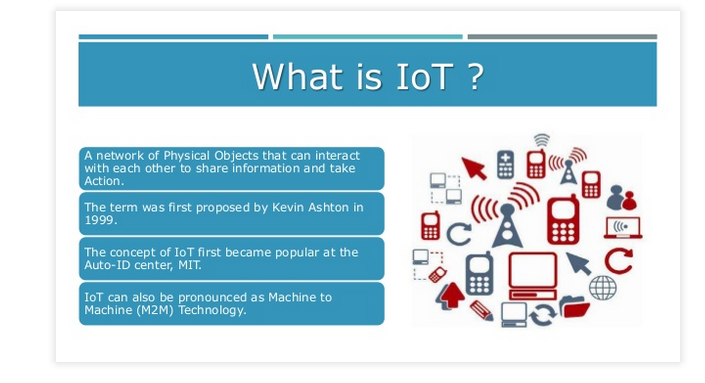 What is IoT ?
A network of Physical Objects that can interact
with each other to share information and take
Action.
The term was first proposed by Kevin Ashton in
1999.
The concept of IoT first became popular at the
Auto-ID center, MIT.
IoT can also be pronounced as Machine to
Machine (M2M) Technology.